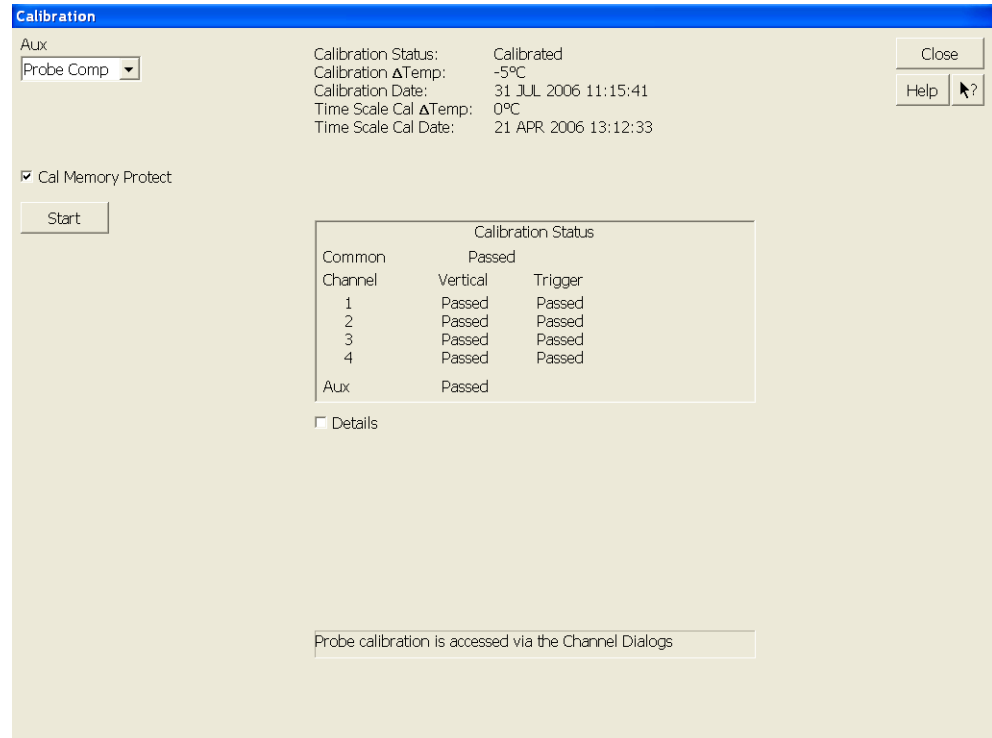 Calibration
Aux
Probe Comp
Calibration Status: Calibrated
Calibration ΔTemp: -5°C
Calibration Date: 31 JUL 2006 11:15:41
Time Scale Cal ΔTemp: 0°C
Time Scale Cal Date: 21 APR 2006 13:12:33
Close
Help ?
Cal Memory Protect
Start
Calibration Status
Common Passed
Channel Vertical Trigger
1 Passed Passed
2 Passed Passed
3 Passed Passed
4 Passed Passed
Aux Passed
Details
Probe calibration is accessed via the Channel Dialogs